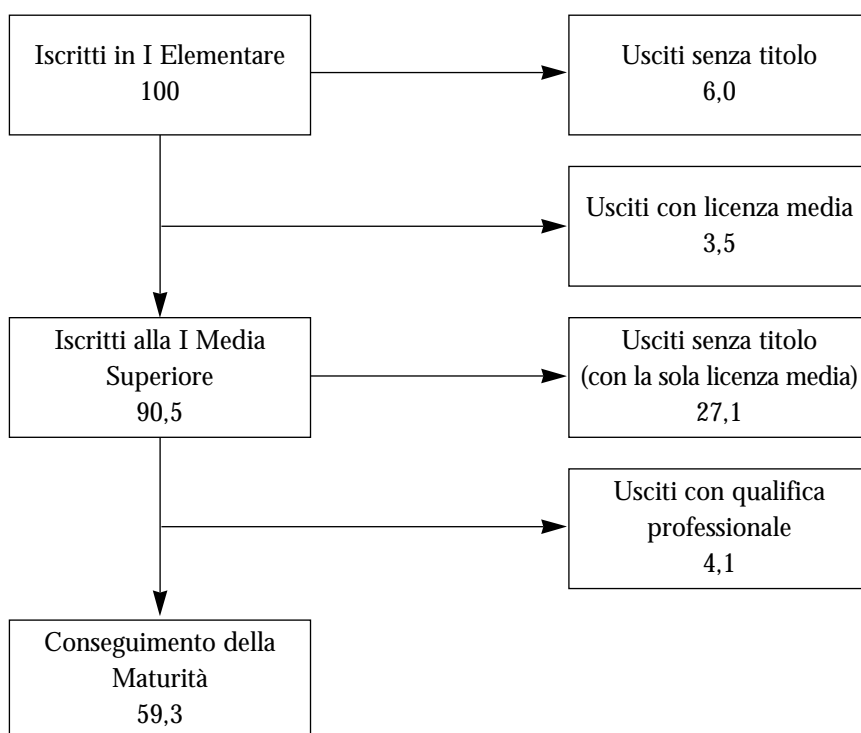 Iscritti in I Elementare
100
Usciti senza titolo
6,0
Usciti con licenza media
3,5
Iscritti alla I Media
Superiore
90,5
Usciti senza titolo
(con la sola licenza media)
27,1
Usciti con qualifica
professionale
4,1
Conseguimento della
Maturità
59,3